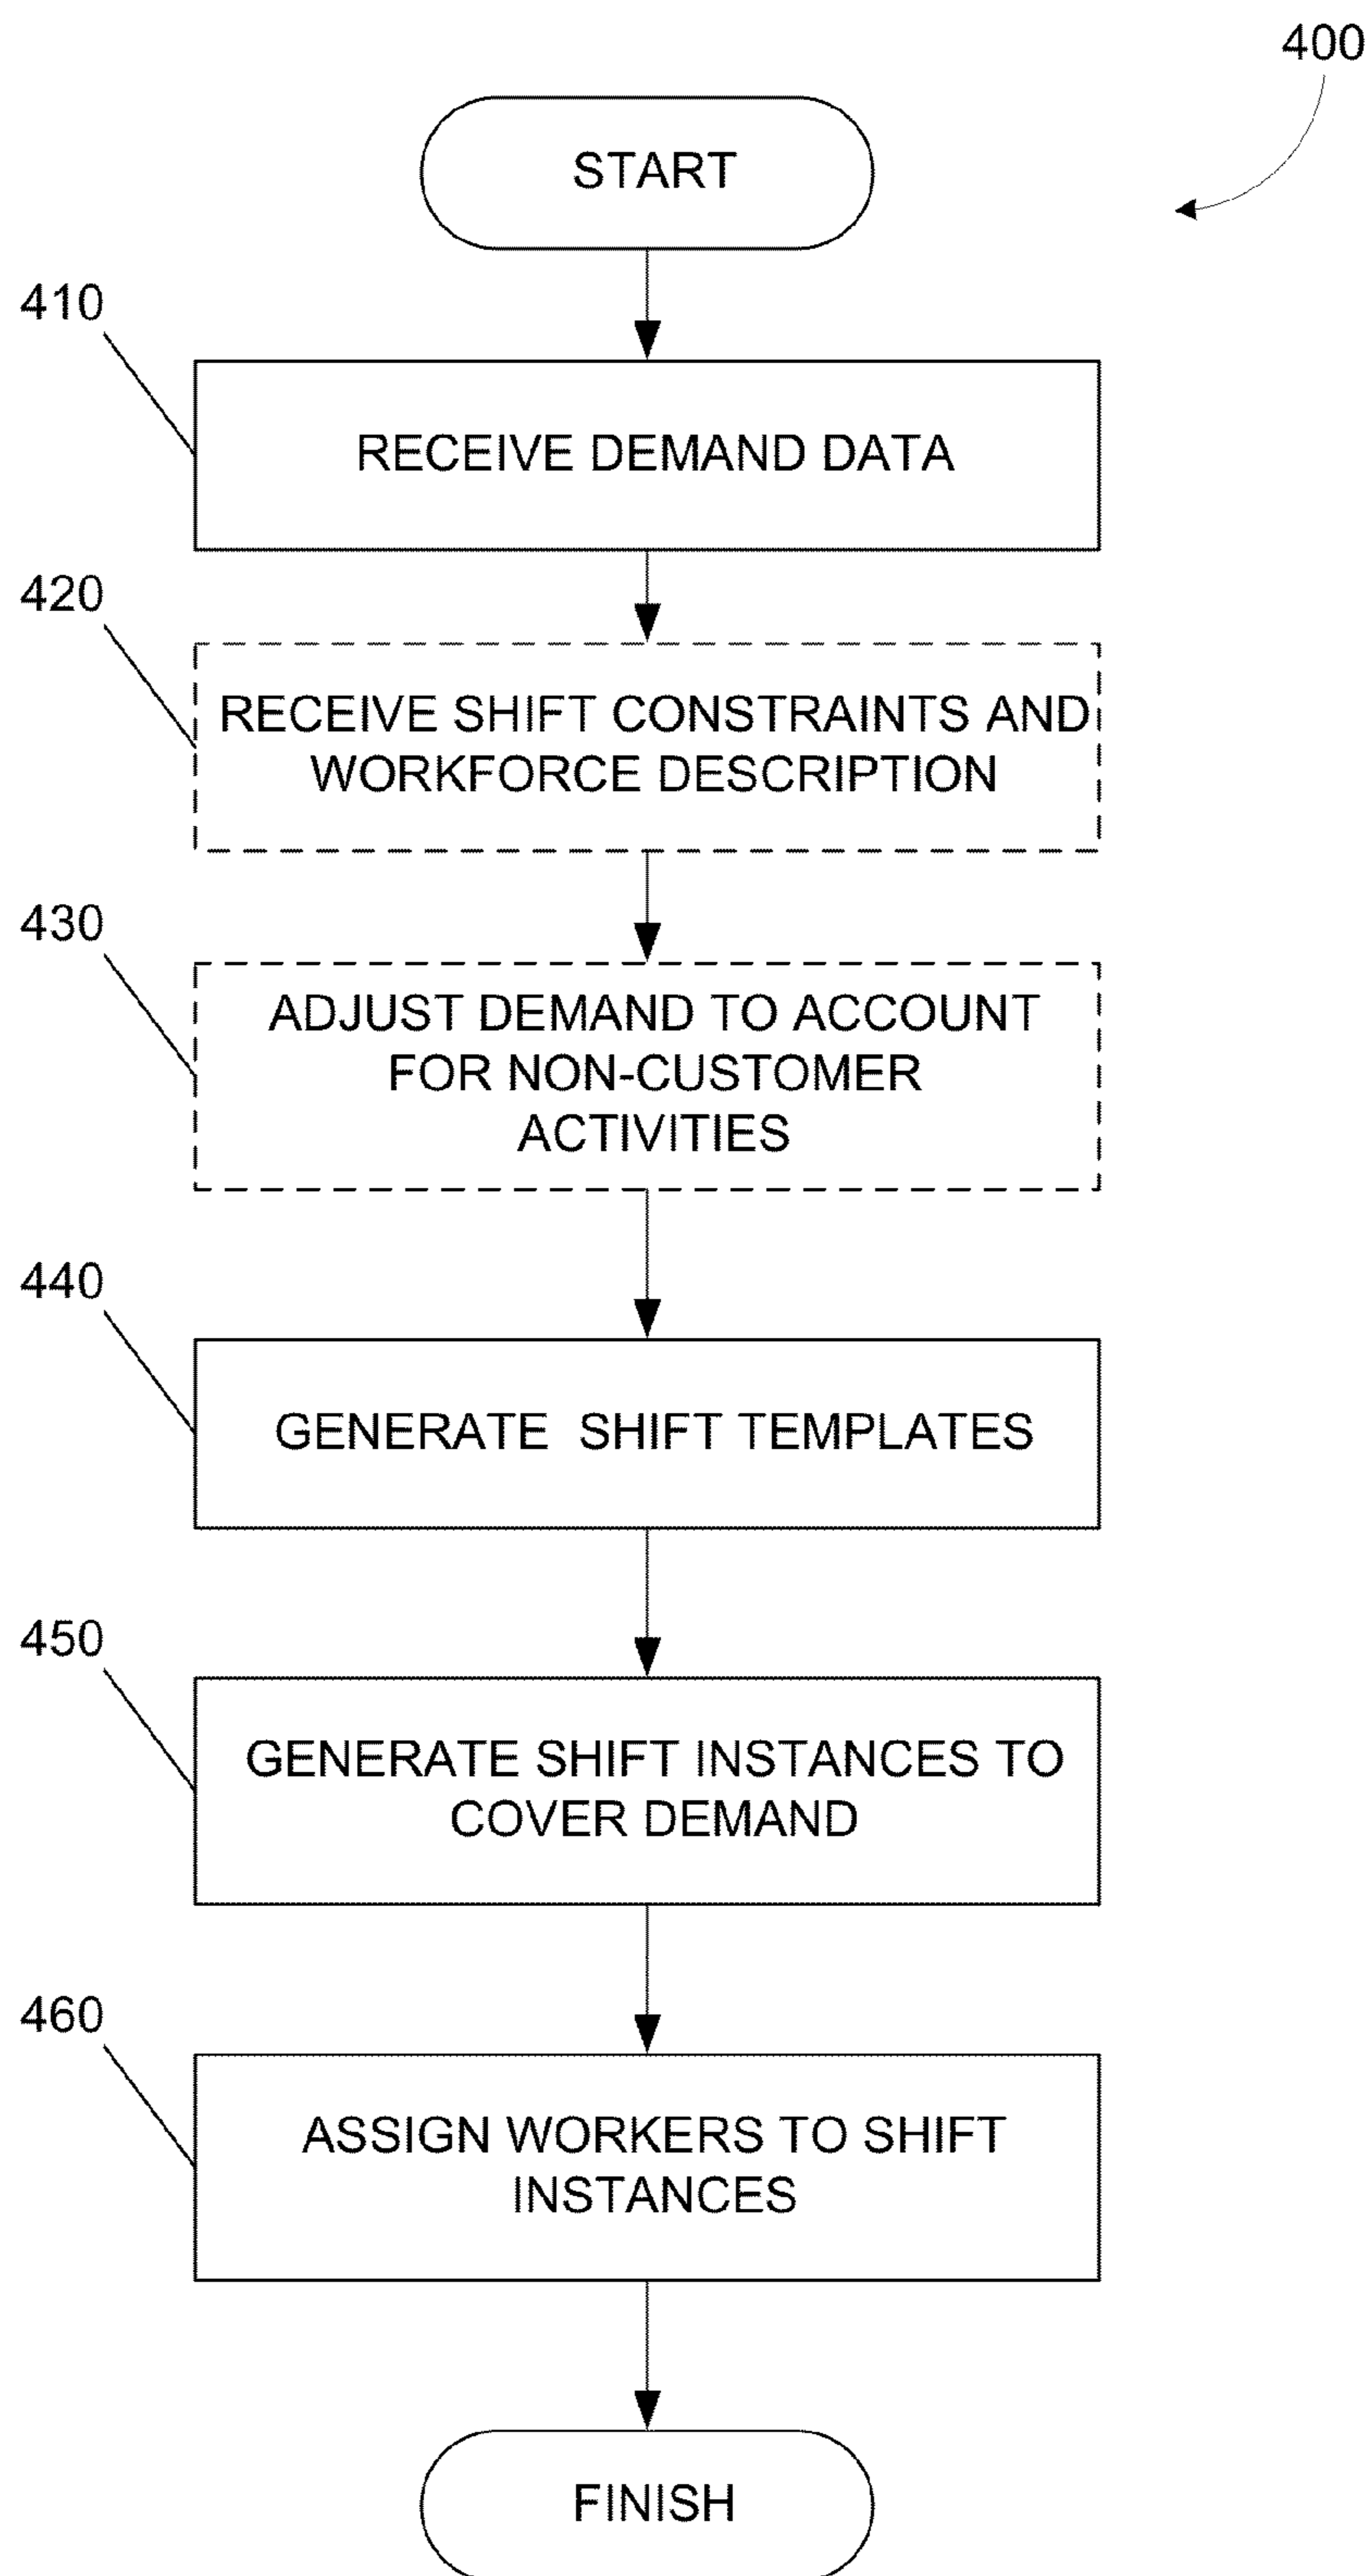 400
START
410
RECEIVE DEMAND DATA
420
RECEIVE SHIFT CONSTRAINTS AND
WORKFORCE DESCRIPTION
430
ADJUST DEMAND TO ACCOUNT
FOR NON-CUSTOMER
ACTIVITIES
440
GENERATE SHIFT TEMPLATES
450
GENERATE SHIFT INSTANCES TO
COVER DEMAND
460
ASSIGN WORKERS TO SHIFT
INSTANCES
FINISH